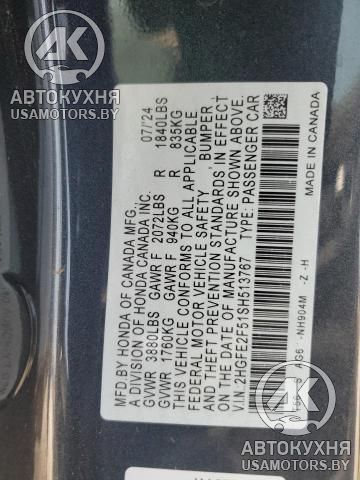 АВТОКУХНЯ
USAMOTORS.BY
MFD.BY HONDA OF CANADA MFG. 07/24
A DIVISION OF HONDA CANADA INC.
GVWR 3880LBS GAWR F 2072LBS R 1840LBS
GVWR 1760KG GAWR F 940KG R 835KG
THIS VEHICLE CONFORMS TO ALL APPLICABLE
FEDERAL MOTOR VEHICLE SAFETY, BUMPER,
AND THEFT PREVENTION STANDARDS IN EFFECT
ON THE DATE OF MANUFACTURE SHOWN ABOVE.
V.I.N. 2HGFE2F51SH513767 TYPE: PASSENGER CAR
AG6 -NH904M -Z -H
MADE IN CANADA
АВТОКУХНЯ
USAMOTORS.BY